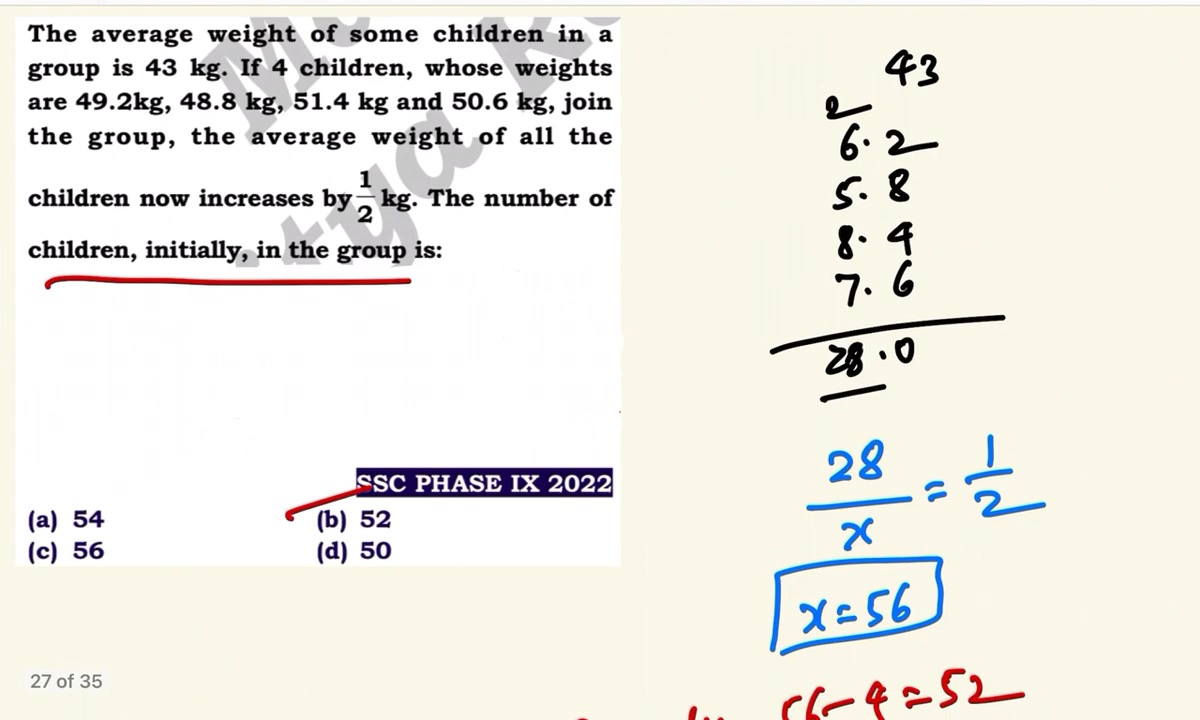 The average weight of some children in a
group is 43 kg. If 4 children, whose weights
are 49.2kg, 48.8 kg, 51.4 kg and 50.6 kg, join
the group, the average weight of all the
children now increases by 1/2 kg. The number of
children, initially, in the group is:
SSC PHASE IX 2022
(a) 54
(b) 52
(c) 56
(d) 50
27 of 35
43
2
6.2
5.8
8.4
7.6
28.0
28/x = 1/2
x=56
56-4=52